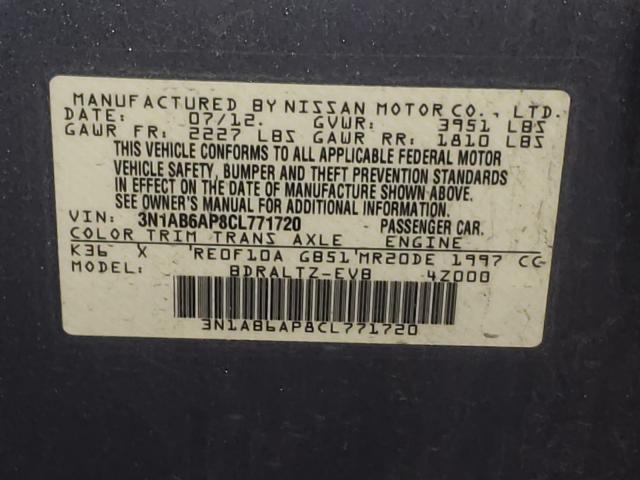 MANUFACTURED BY NISSAN MOTOR CO., LTD.
DATE: 07/12. GVWR: 3951 LBS
GAWR FR: 2227 LBS GAWR RR: 1810 LBS
THIS VEHICLE CONFORMS TO ALL APPLICABLE FEDERAL MOTOR
VEHICLE SAFETY, BUMPER AND THEFT PREVENTION STANDARDS
IN EFFECT ON THE DATE OF MANUFACTURE SHOWN ABOVE.
SEE OWNER'S MANUAL FOR ADDITIONAL INFORMATION
VIN: 3N1AB6AP8CL771720 PASSENGER CAR.
COLOR TRIM TRANS AXLE ENGINE
K36 X 'RE0F10A GB51'MR20DE 1997 CC
MODEL: BDRALTZ-EVB 4Z000
3N1AB6AP8CL771720